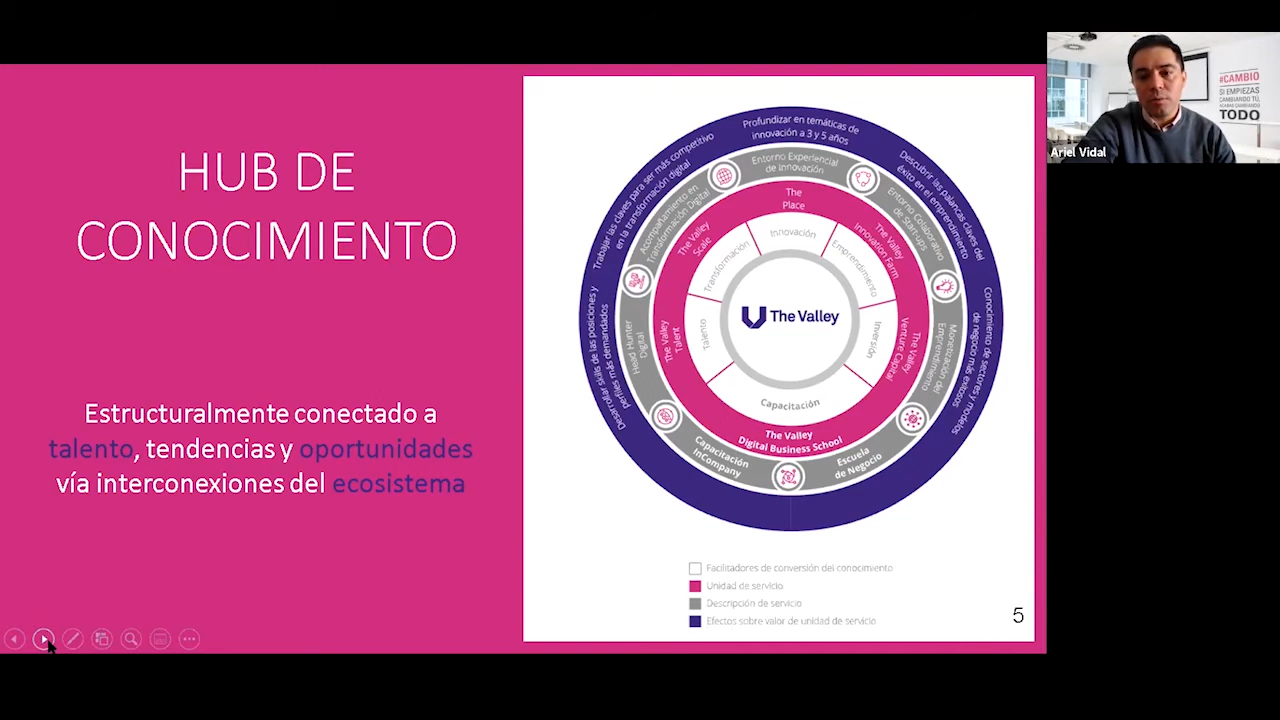 HUB DE
CONOCIMIENTO
Estructuralmente conectado a
talento, tendencias y oportunidades
vía interconexiones del ecosistema
Trabajar las claves para ser más competitivo
en la transformación digital
Profundizar en temáticas de
innovación a 3 y 5 años
Descubrir las palancas claves del
éxito en el emprendimiento
Conocimiento de sectores y modelos
de negocio más exitosos
Desarrollar skills de las posiciones y
perfiles más demandados
Acompañamiento en
Transformación Digital
Entorno Experiencial
de Innovación
Entorno Colaborativo
de Start-ups
Monitización del
Emprendimiento
Escuela
de Negocio
Capacitación
InCompany
Head Hunter
Digital
The Valley
Scale
The
Place
The Valley
Innovation Farm
The Valley
Venture Capital
The Valley
Digital Business School
The Valley
Talent
Transformación
Innovación
Emprendimiento
Inversión
Capacitación
Talento
The Valley
Facilitadores de conversión del conocimiento
Unidad de servicio
Descripción de servicio
Efectos sobre valor de unidad de servicio
5
#CAMBIO
SI EMPIEZAS
CAMBIANDO TÚ,
ACABAS CAMBIANDO
TODO
Ariel Vidal